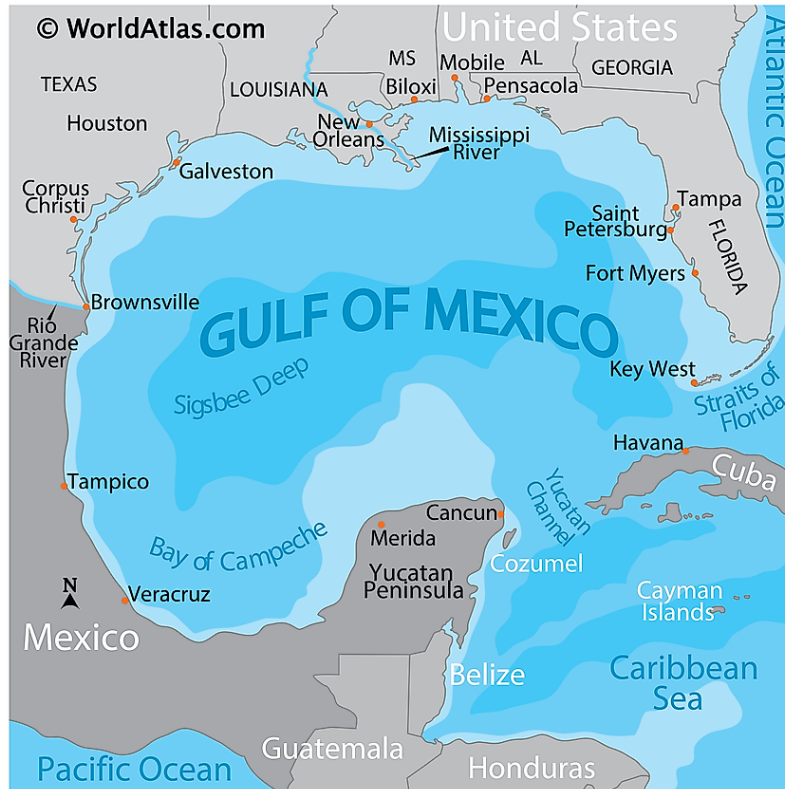 © WorldAtlas.com
United States
Atlantic Ocean
MS
Mobile
AL
GEORGIA
TEXAS
LOUISIANA
Biloxi
Pensacola
Houston
New
Orleans
Mississippi
River
Galveston
Corpus
Christi
Tampa
Saint
Petersburg
FLORIDA
Fort Myers
Brownsville
GULF OF MEXICO
Rio
Grande
River
Sigsbee Deep
Key West
Straits of
Florida
Havana
Cuba
Tampico
Yucatan
Channel
Cancun
Bay of Campeche
Merida
Cozumel
Yucatan
Peninsula
N
Veracruz
Cayman
Islands
Mexico
Belize
Caribbean
Sea
Guatemala
Pacific Ocean
Honduras